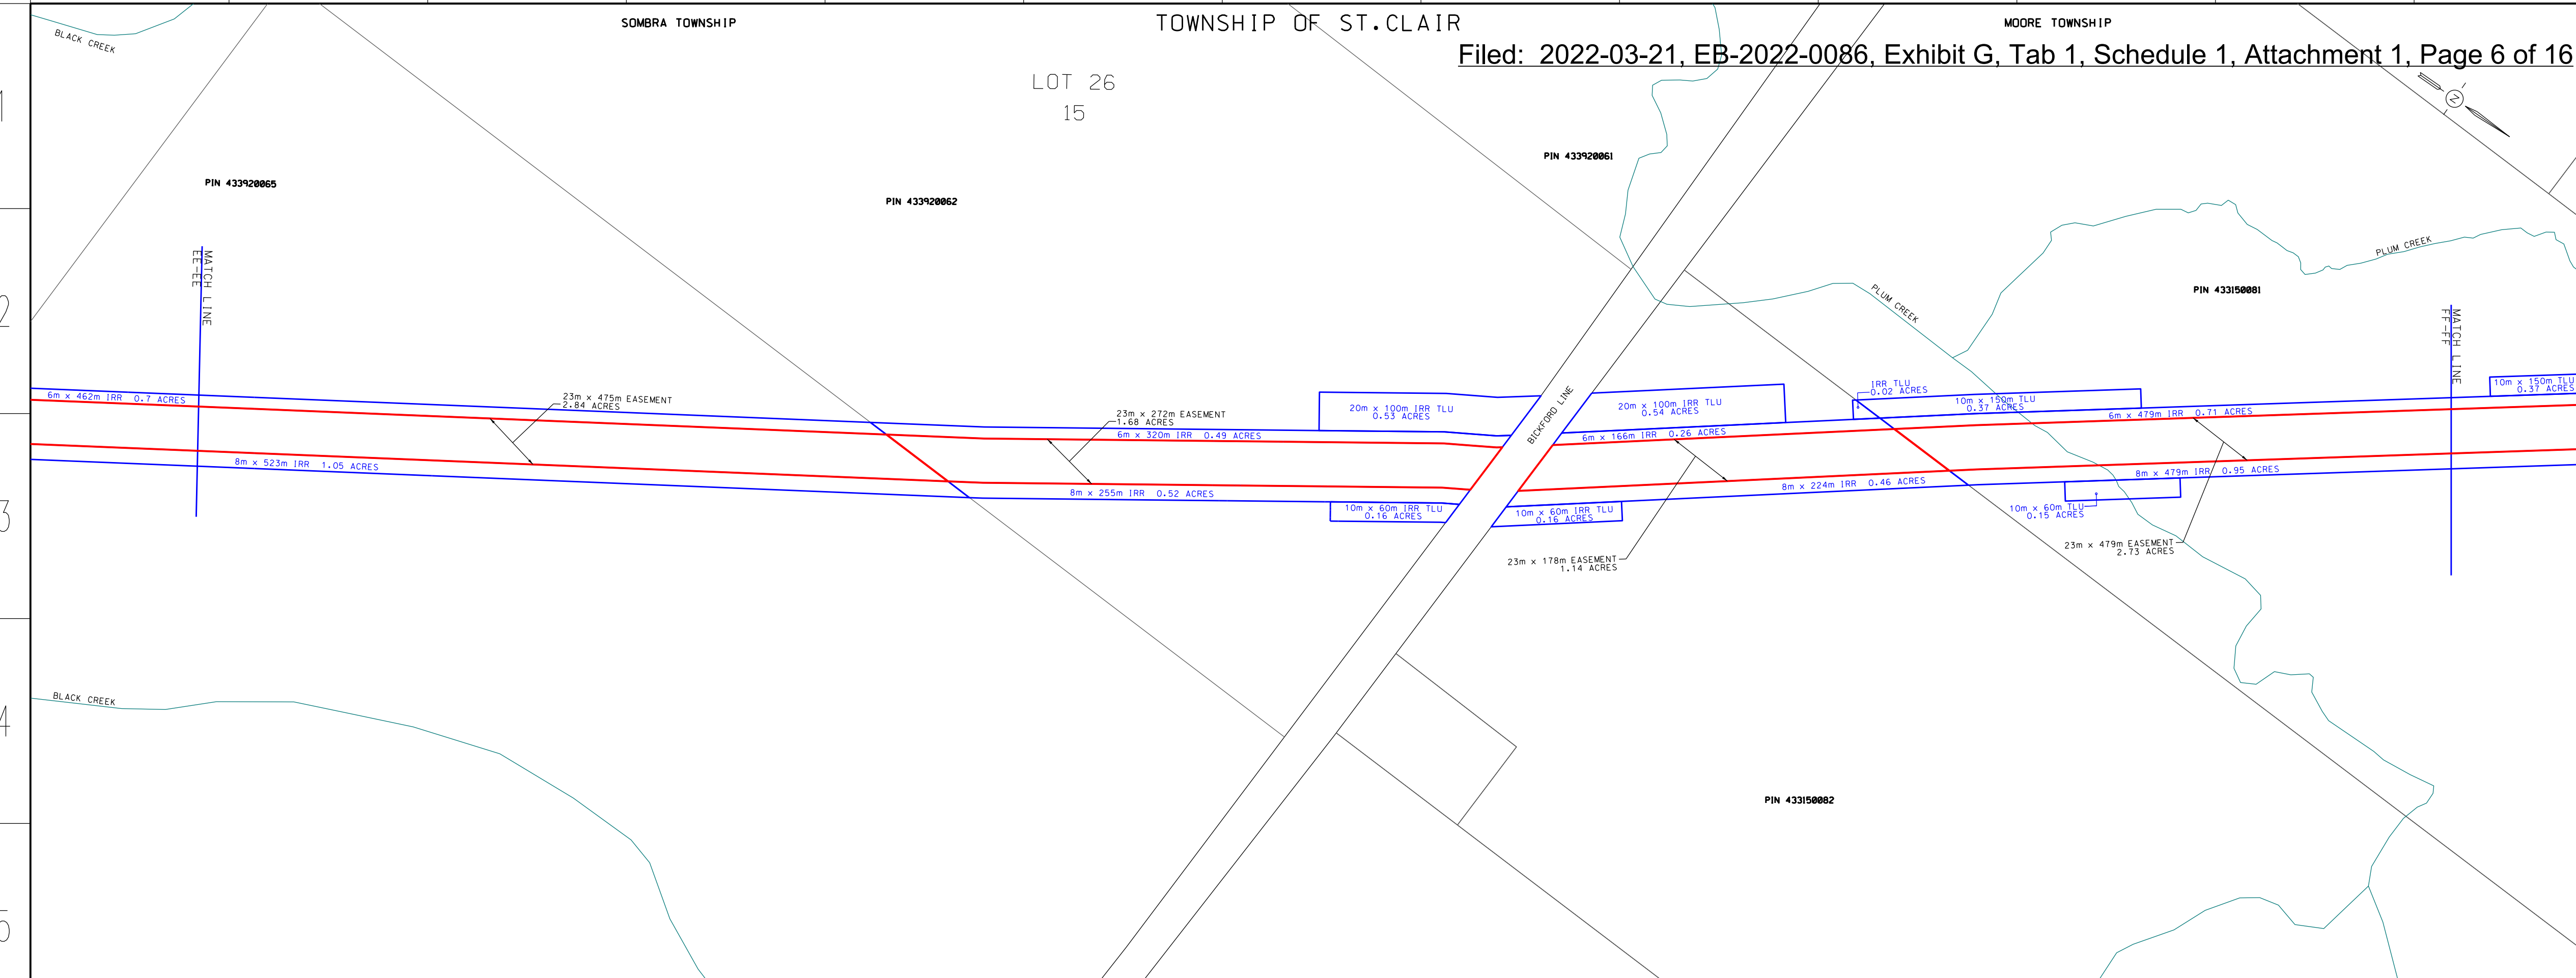 SOMBRA TOWNSHIP
TOWNSHIP OF ST.CLAIR
MOORE TOWNSHIP
Filed:  2022-03-21, EB-2022-0086, Exhibit G, Tab 1, Schedule 1, Attachment 1, Page 6 of 16
BLACK CREEK
LOT 26
15
1
N
PIN 433920061
PIN 433920065
PIN 433920062
PLUM CREEK
PIN 433150081
PLUM CREEK
2
MATCH LINE
EE-EE
MATCH LINE
FF-FF
6m x 462m IRR  0.7 ACRES
23m x 475m EASEMENT
2.84 ACRES
23m x 272m EASEMENT
1.68 ACRES
20m x 100m IRR TLU
0.53 ACRES
BICKFORD LINE
20m x 100m IRR TLU
0.54 ACRES
IRR TLU
0.02 ACRES
10m x 150m TLU
0.37 ACRES
10m x 150m TLU
0.37 ACRES
6m x 320m IRR  0.49 ACRES
6m x 166m IRR  0.26 ACRES
6m x 479m IRR  0.71 ACRES
8m x 523m IRR  1.05 ACRES
8m x 255m IRR  0.52 ACRES
8m x 224m IRR  0.46 ACRES
8m x 479m IRR  0.95 ACRES
3
10m x 60m IRR TLU
0.16 ACRES
10m x 60m IRR TLU
0.16 ACRES
10m x 60m TLU
0.15 ACRES
23m x 178m EASEMENT
1.14 ACRES
23m x 479m EASEMENT
2.73 ACRES
BLACK CREEK
4
PIN 433150082
5